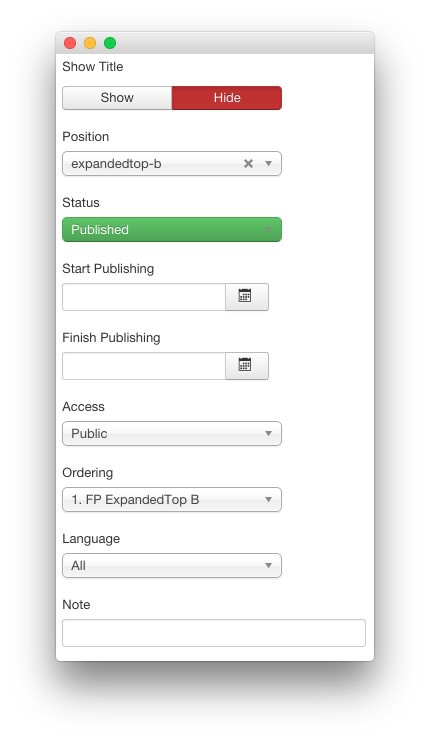 Show Title
Show Hide
Position
expandedtop-b
Status
Published
Start Publishing
Finish Publishing
Access
Public
Ordering
1. FP ExpandedTop B
Language
All
Note